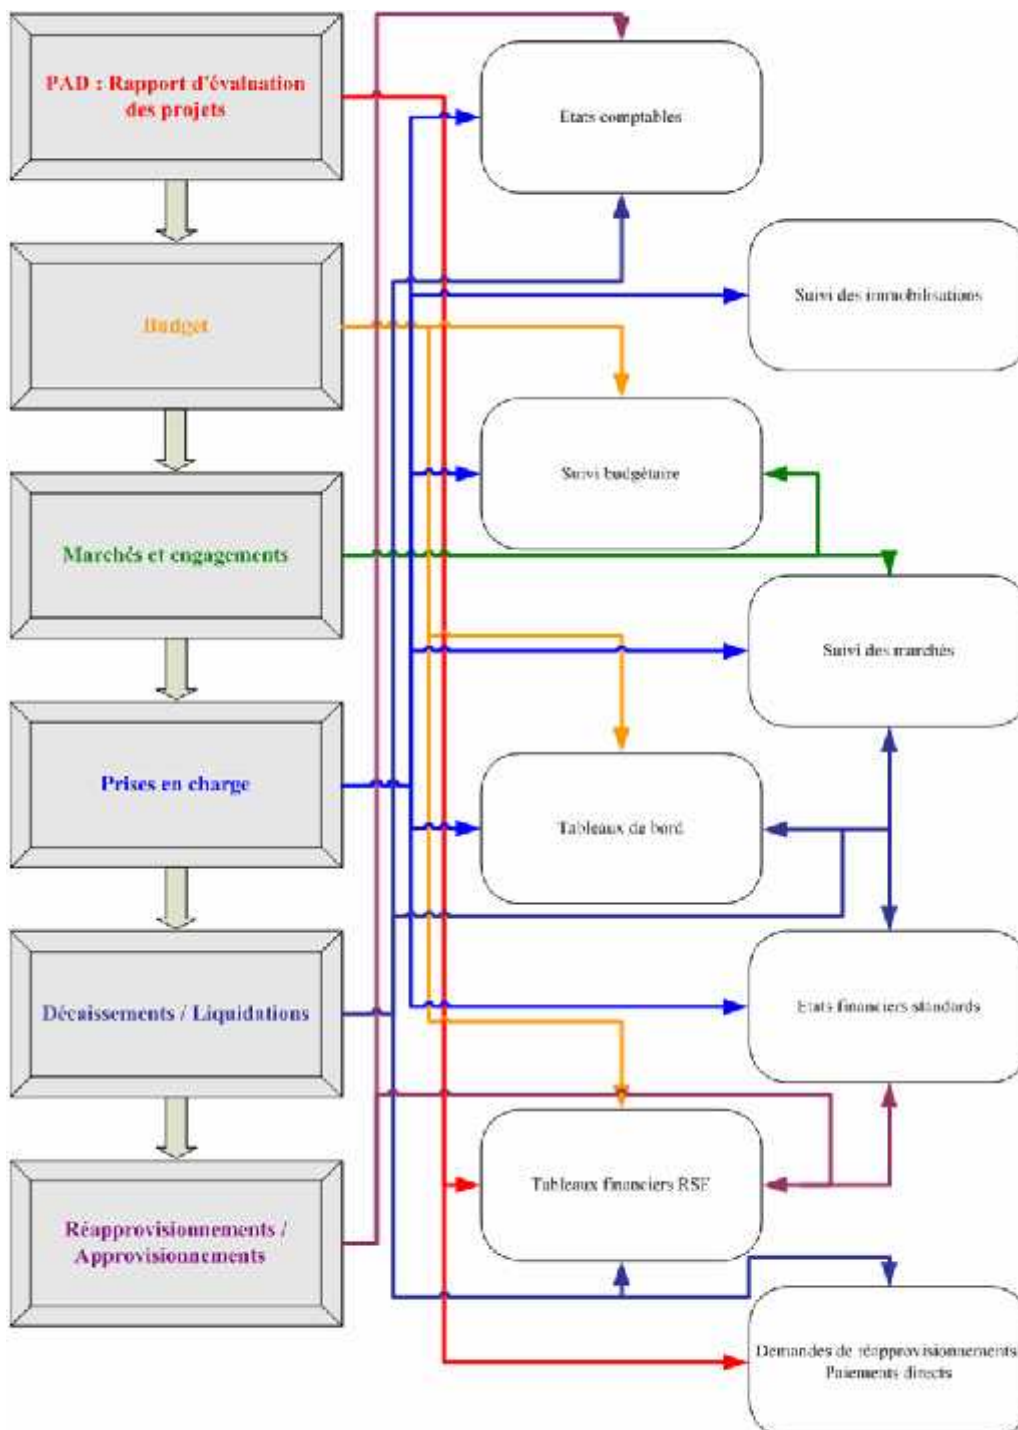 PAD : Rapport d'évaluation
des projets
Budget
Marchés et engagements
Prises en charge
Décaissements / Liquidations
Réapprovisionnements /
Approvisionnements
Etats comptables
Suivi des immobilisations
Suivi budgétaire
Suivi des marchés
Tableaux de bord
Etats financiers standards
Tableaux financiers RSF
Demandes de réapprovisionnements
Paiements directs